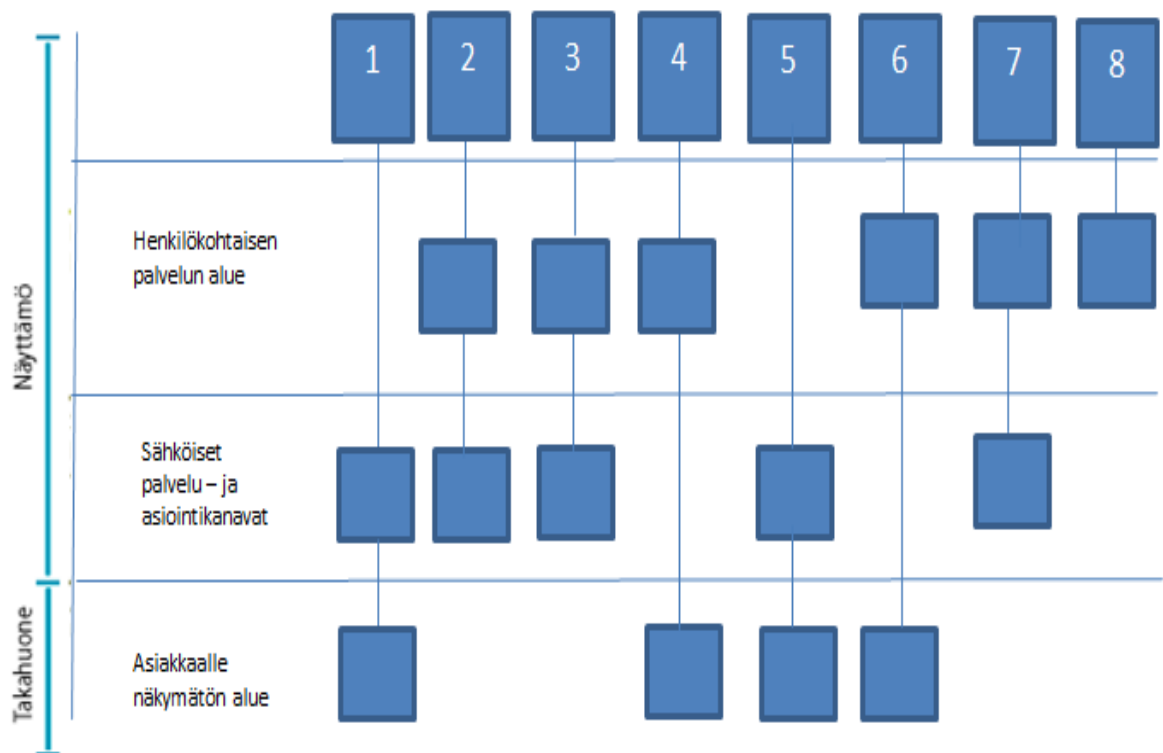 1
2
3
4
5
6
7
8
Näyttämö
Henkilökohtaisen
palvelun alue
Sähköiset
palvelu – ja
asiointikanavat
Takahuone
Asiakkaalle
näkymätön alue